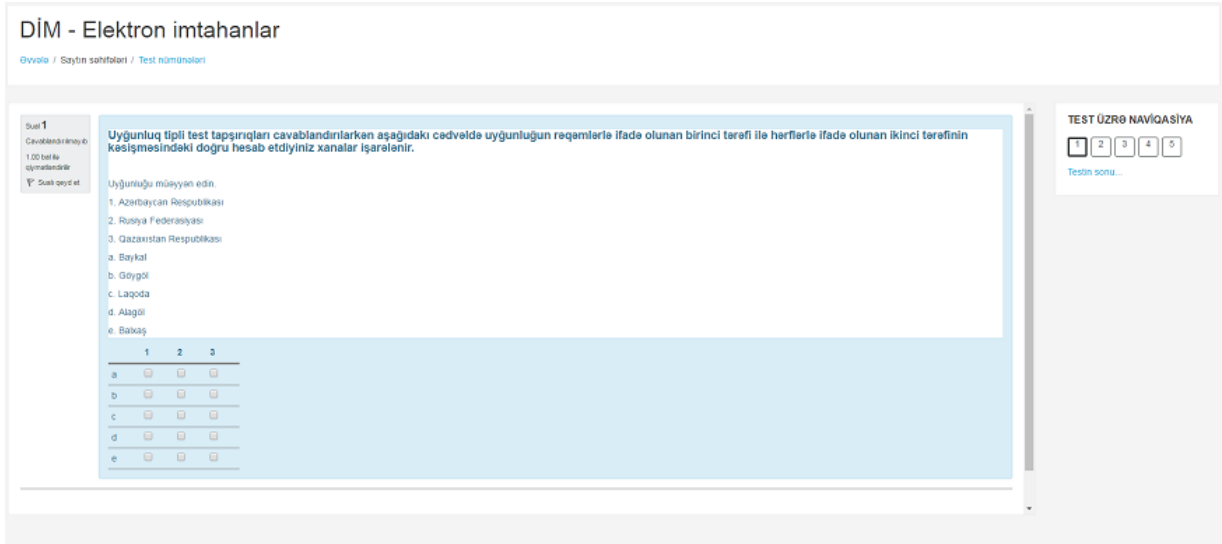 DİM - Elektron imtahanlar
Əvvələ / Saytın səhifələri / Test nümunələri
Sual 1
Cavablandırılmayıb
1,00 bal ilə
qiymətləndirilir
Sualı qeyd et
Uyğunluq tipli test tapşırıqları cavablandırılarkən aşağıdakı cədvəldə uyğunluğun rəqəmlərlə ifadə olunan birinci tərəfi ilə hərflərlə ifadə olunan ikinci tərəfinin
kəsişməsindəki doğru hesab etdiyiniz xanalar işarələnir.
Uyğunluğu müəyyən edin.
1. Azərbaycan Respublikası
2. Rusiya Federasiyası
3. Qazaxıstan Respublikası
a. Baykal
b. Göygöl
c. Laqoda
d. Alagöl
e. Balxaş
1 2 3
a
b
c
d
e
TEST ÜZRƏ NAVİQASİYA
1 2 3 4 5
Testin sonu...